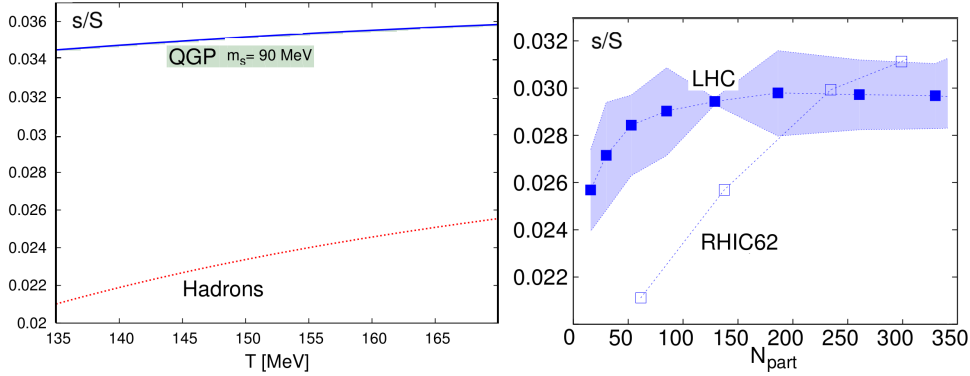 0.036
0.034
0.032
0.03
0.028
0.026
0.024
0.022
0.02
s/S
QGP m_s= 90 MeV
Hadrons
135 140 145 150 155 160 165
T [MeV]
0.032
0.030
0.028
0.026
0.024
0.022
s/S
LHC
RHIC62
0 50 100 150 200 250 300 350
N_part